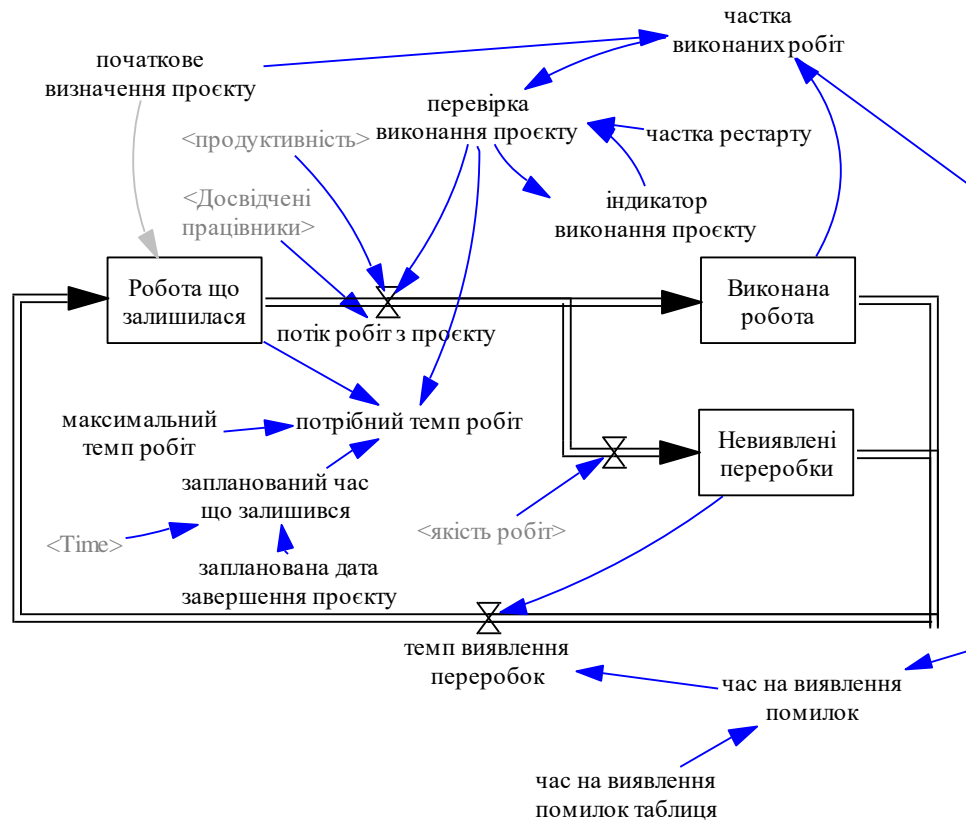 частка
виконаних робіт
початкове
визначення проєкту
перевірка
виконання проєкту
<продуктивність>
частка рестарту
<Досвідчені
працівники>
індикатор
виконання проєкту
Робота що
залишилася
Виконана
робота
потік робіт з проєкту
максимальний
темп робіт
потрібний темп робіт
Невиявлені
переробки
запланований час
що залишився
<якість робіт>
<Time>
запланована дата
завершення проєкту
темп виявлення
переробок
час на виявлення
помилок
час на виявлення
помилок таблиця